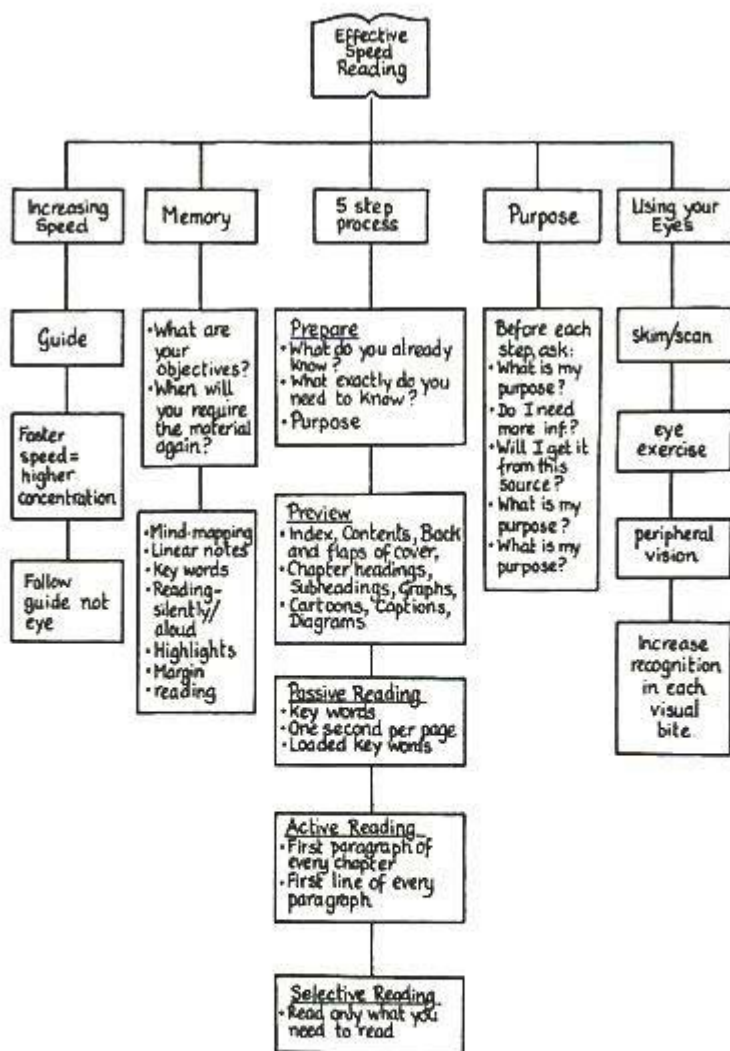 Effective
Speed
Reading
Increasing
Speed
Guide
Faster
speed=
higher
concentration
Follow
guide not
eye
Memory
• What are
your
objectives?
• When will
you require
the material
again?
• Mind-mapping
• Linear notes
• Key words
• Reading-
silently/
aloud
• Highlights
• Margin
• reading
5 step
process
Prepare
• What do you already
know?
• What exactly do you
need to know?
• Purpose
Preview
• Index, Contents, Back
and flaps of cover,
• Chapter headings,
Subheadings, Graphs,
• Cartoons, Captions,
Diagrams
Passive Reading
• Key words
• One second per page
• Loaded key words
Active Reading
• First paragraph of
every chapter
• First line of every
paragraph
Selective Reading
• Read only what you
need to read
Purpose
Before each
step, ask:
• What is my
purpose?
• Do I need
more inf.?
• Will I get it
from this
source?
• What is my
purpose?
• What is my
purpose?
Using your
Eyes
skim/scan
eye
exercise
peripheral
vision
Increase
recognition
in each
visual
bite